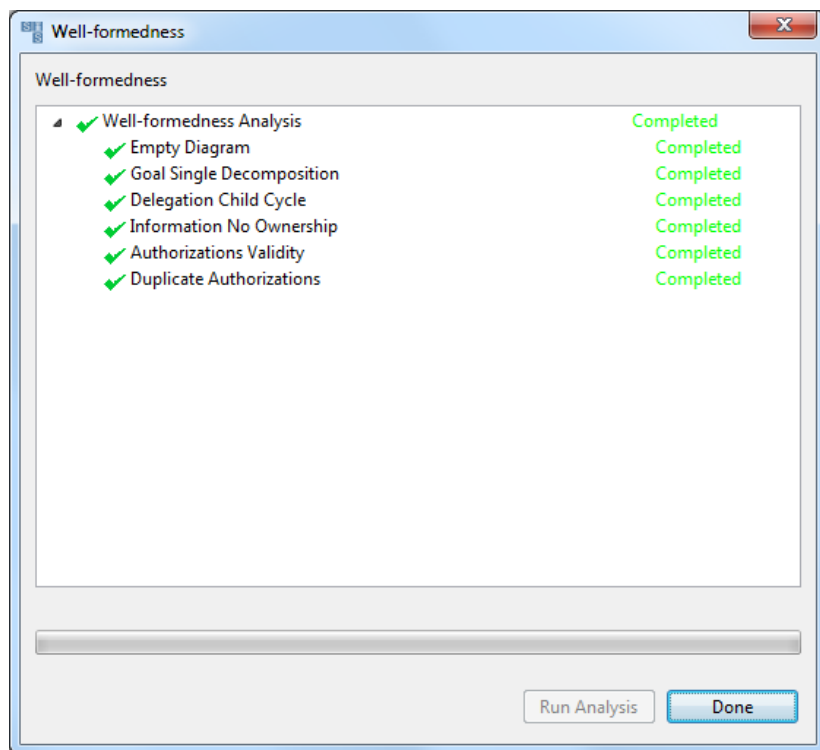 Well-formedness
Well-formedness
Well-formedness Analysis Completed
Empty Diagram Completed
Goal Single Decomposition Completed
Delegation Child Cycle Completed
Information No Ownership Completed
Authorizations Validity Completed
Duplicate Authorizations Completed
Run Analysis Done